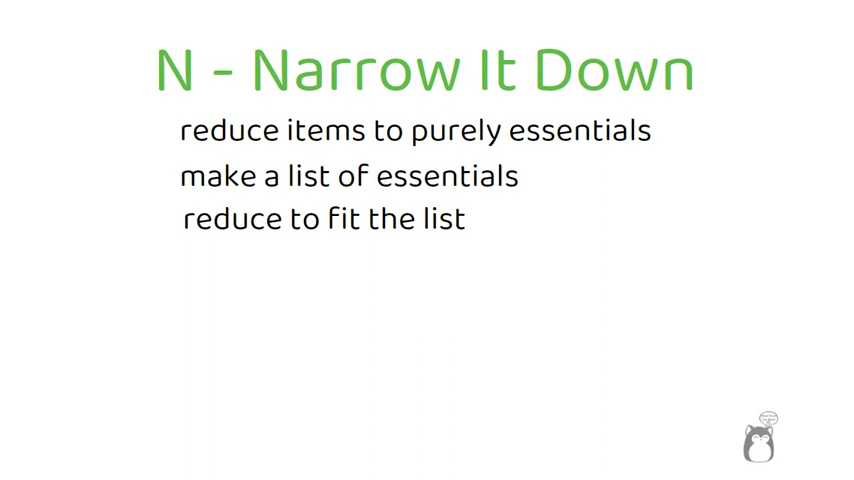 N - Narrow It Down
reduce items to purely essentials
make a list of essentials
reduce to fit the list